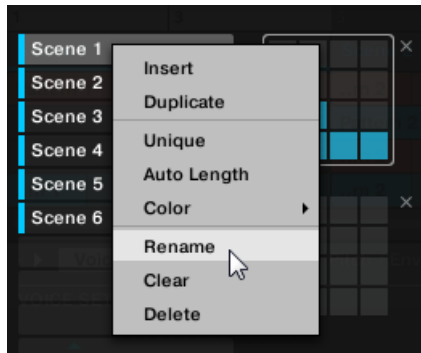 Scene 1
Scene 2
Scene 3
Scene 4
Scene 5
Scene 6
Insert
Duplicate
Unique
Auto Length
Color
Rename
Clear
Delete